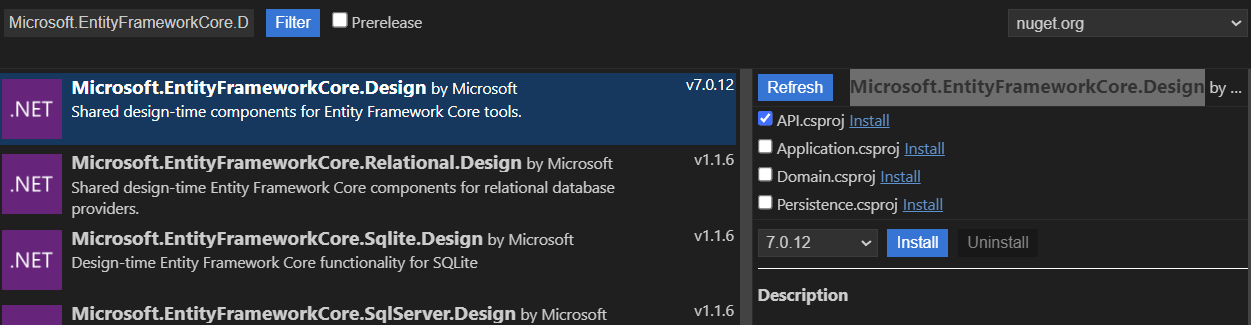 Microsoft.EntityFrameworkCore.D Filter Prerelease nuget.org
.NET
Microsoft.EntityFrameworkCore.Design by Microsoft v7.0.12
Shared design-time components for Entity Framework Core tools.
.NET
Microsoft.EntityFrameworkCore.Relational.Design by Microsoft v1.1.6
Shared design-time Entity Framework Core components for relational database
providers.
.NET
Microsoft.EntityFrameworkCore.Sqlite.Design by Microsoft v1.1.6
Design-time Entity Framework Core functionality for SQLite
Microsoft.EntityFrameworkCore.SqlServer.Design by Microsoft v1.1.6
Refresh Microsoft.EntityFrameworkCore.Design by ...
API.csproj Install
Application.csproj Install
Domain.csproj Install
Persistence.csproj Install
7.0.12 Install Uninstall
Description